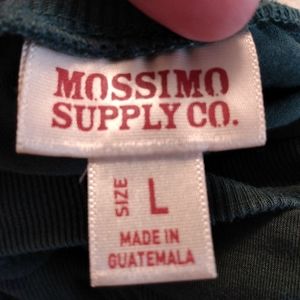 MOSSIMO
SUPPLY CO.
SIZE
L
MADE IN
GUATEMALA